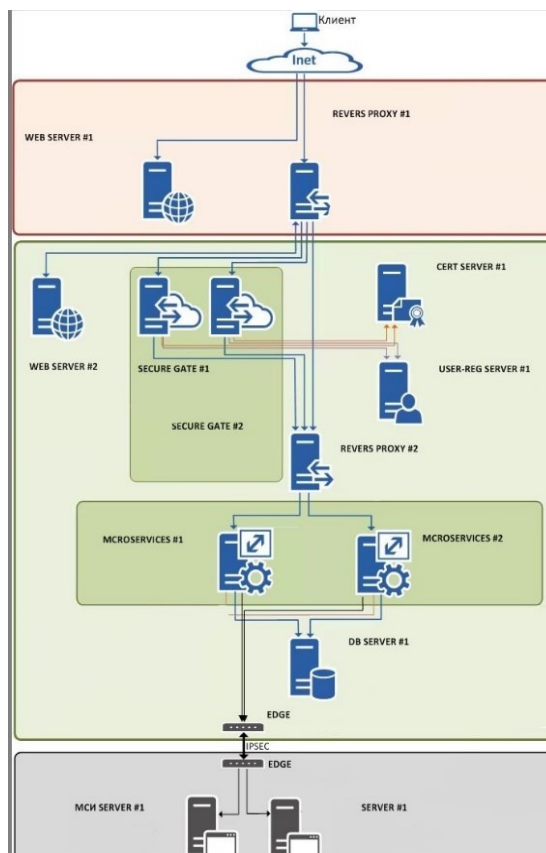 Клиент
Inet
REVERS PROXY #1
WEB SERVER #1
CERT SERVER #1
WEB SERVER #2
SECURE GATE #1
USER-REG SERVER #1
SECURE GATE #2
REVERS PROXY #2
MCROSERVICES #1
MCROSERVICES #2
DB SERVER #1
EDGE
IPSEC
EDGE
МСИ SERVER #1
SERVER #1